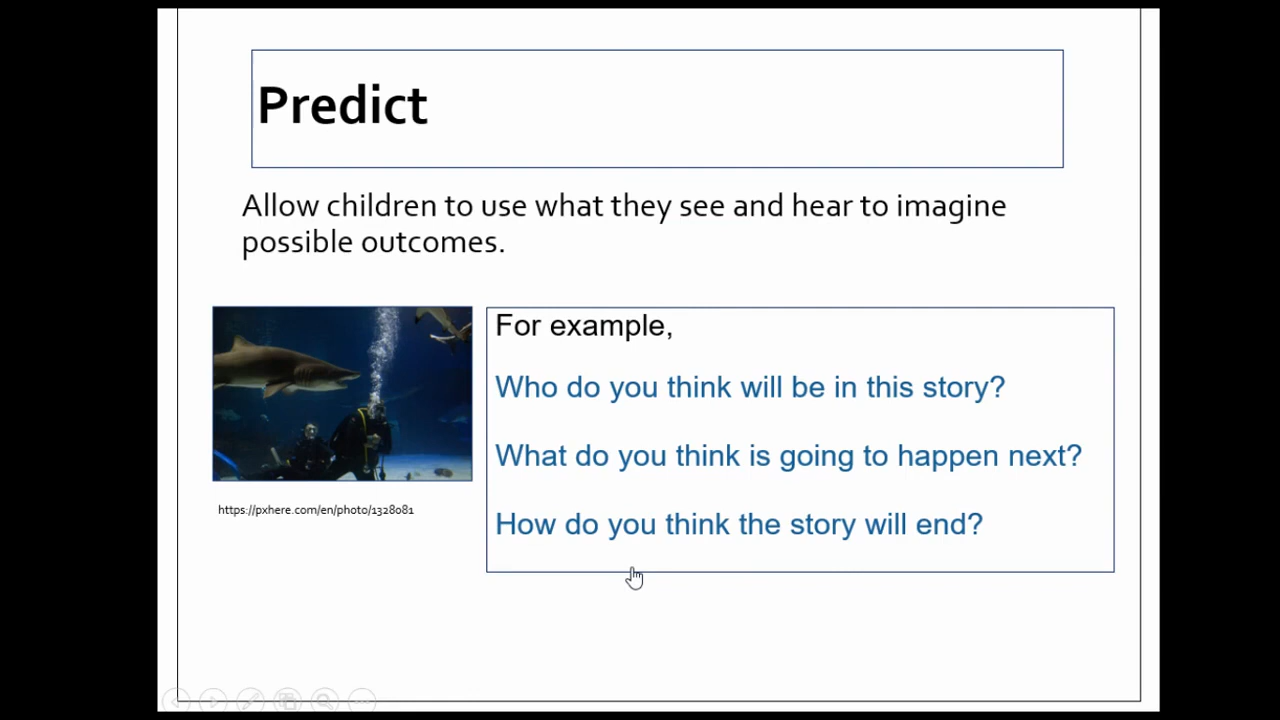 Predict
Allow children to use what they see and hear to imagine
possible outcomes.
For example,
Who do you think will be in this story?
What do you think is going to happen next?
How do you think the story will end?
https://pxhere.com/en/photo/1328081